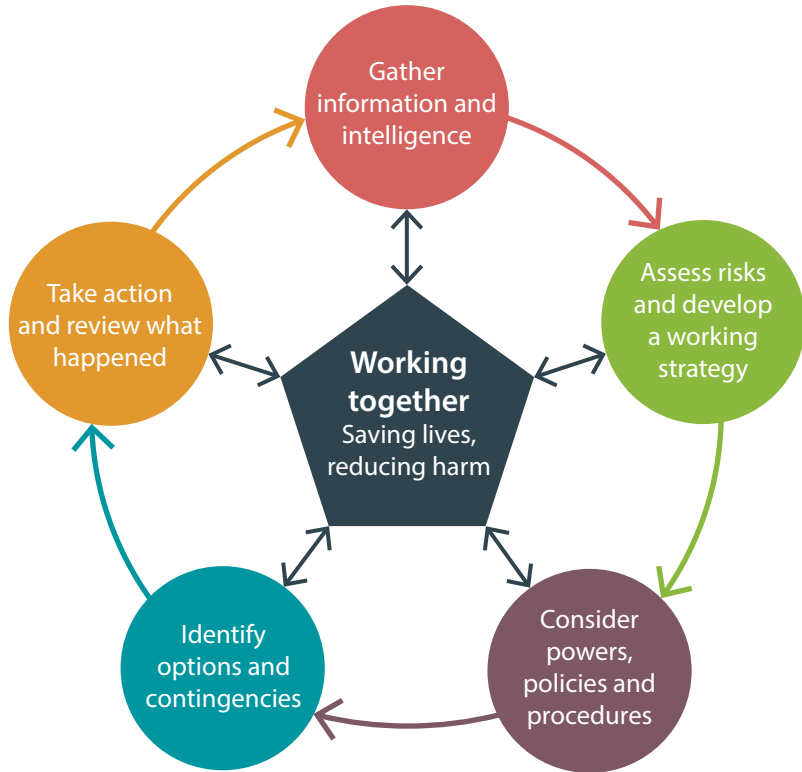 Gather
information and
intelligence
Assess risks
and develop
a working
strategy
Consider
powers,
policies and
procedures
Identify
options and
contingencies
Take action
and review what
happened
Working
together
Saving lives,
reducing harm